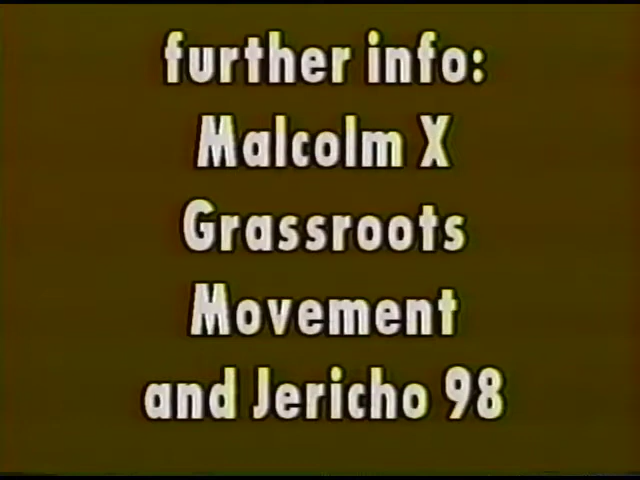 further info:
Malcolm X
Grassroots
Movement
and Jericho 98